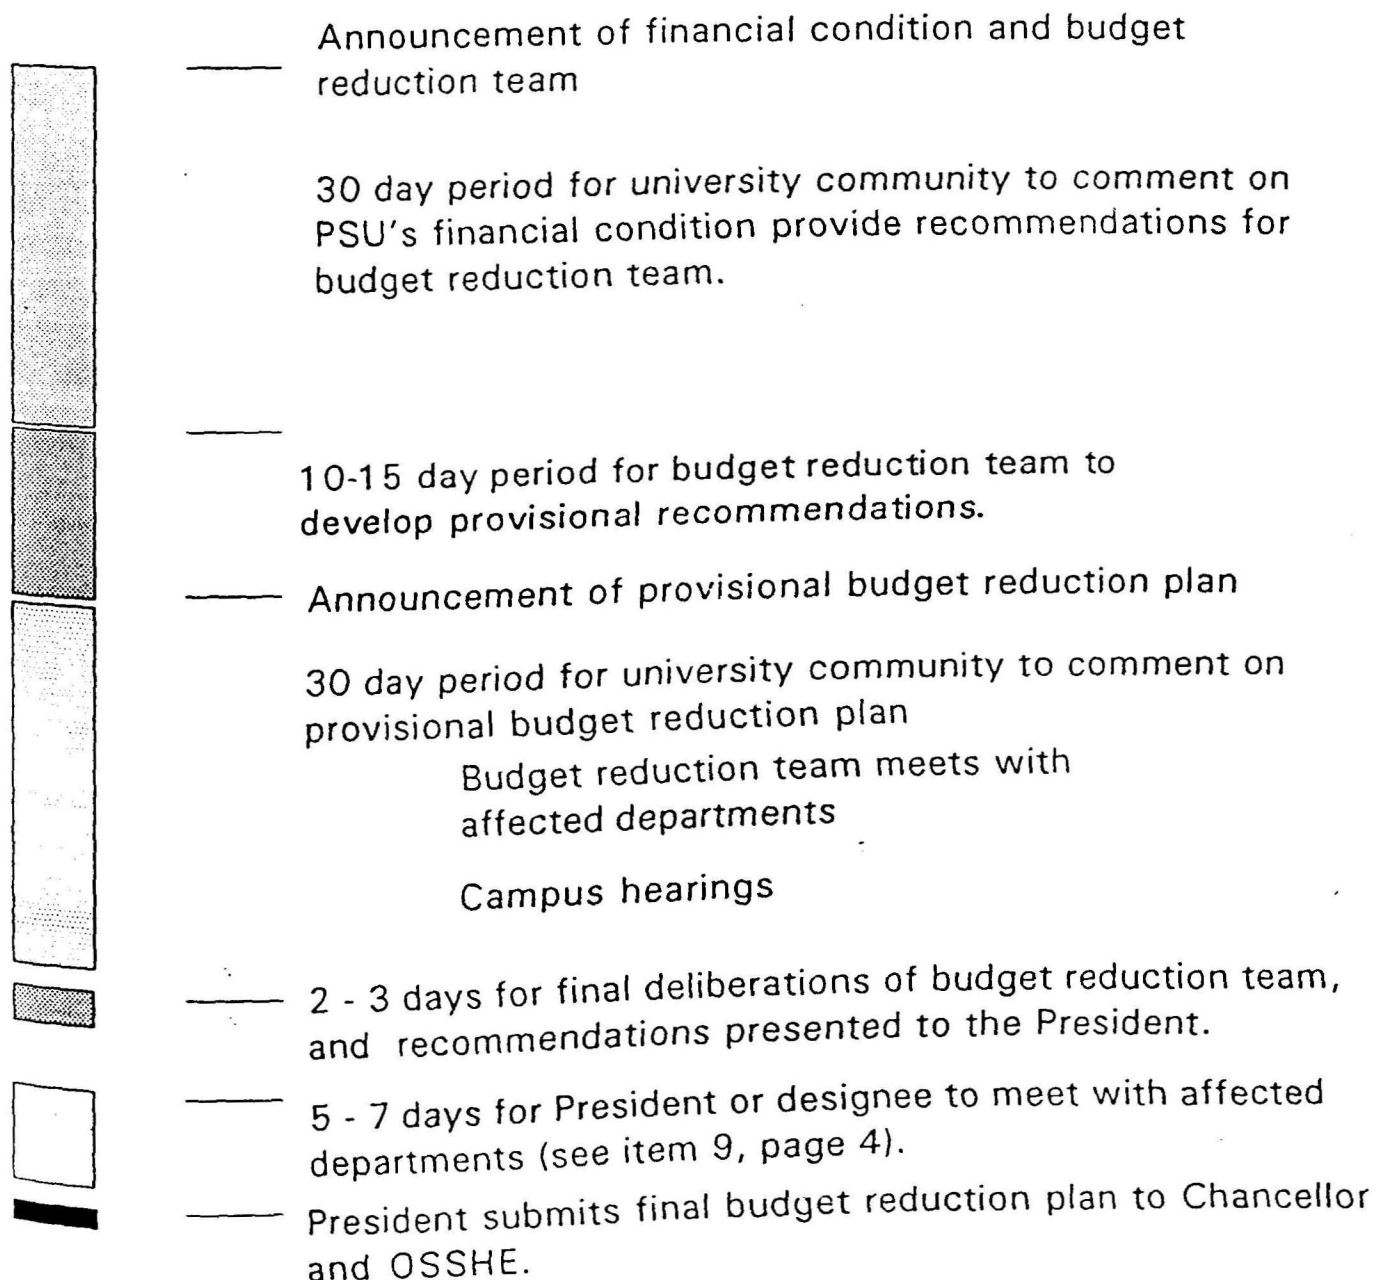 Announcement of financial condition and budget
reduction team
30 day period for university community to comment on
PSU's financial condition provide recommendations for
budget reduction team.
10-15 day period for budget reduction team to
develop provisional recommendations.
Announcement of provisional budget reduction plan
30 day period for university community to comment on
provisional budget reduction plan
Budget reduction team meets with
affected departments
Campus hearings
2 - 3 days for final deliberations of budget reduction team,
and recommendations presented to the President.
5 - 7 days for President or designee to meet with affected
departments (see item 9, page 4).
President submits final budget reduction plan to Chancellor
and OSSHE.